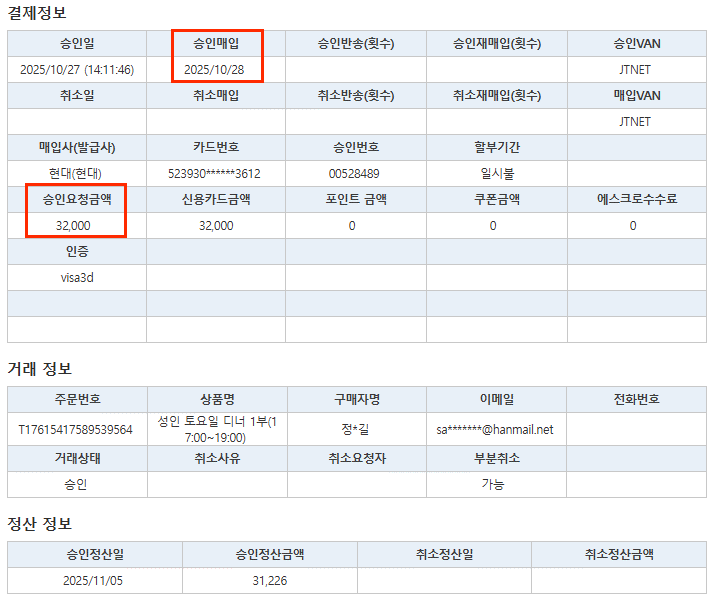 결제정보
승인일 승인매입 승인반송(횟수) 승인재매입(횟수) 승인VAN
2025/10/27 (14:11:46) 2025/10/28 JTNET
취소일 취소매입 취소반송(횟수) 취소재매입(횟수) 매입VAN
JTNET
매입사(발급사) 카드번호 승인번호 할부기간
현대(현대) 523930******3612 00528489 일시불
승인요청금액 신용카드금액 포인트 금액 쿠폰금액 에스크로수수료
32,000 32,000 0 0 0
인증
visa3d
거래 정보
주문번호 상품명 구매자명 이메일 전화번호
T17615417589539564 성인 토요일 디너 1부(1 정*길 sa*******@hanmail.net
7:00~19:00)
거래상태 취소사유 취소요청자 부분취소
승인 가능
정산 정보
승인정산일 승인정산금액 취소정산일 취소정산금액
2025/11/05 31,226